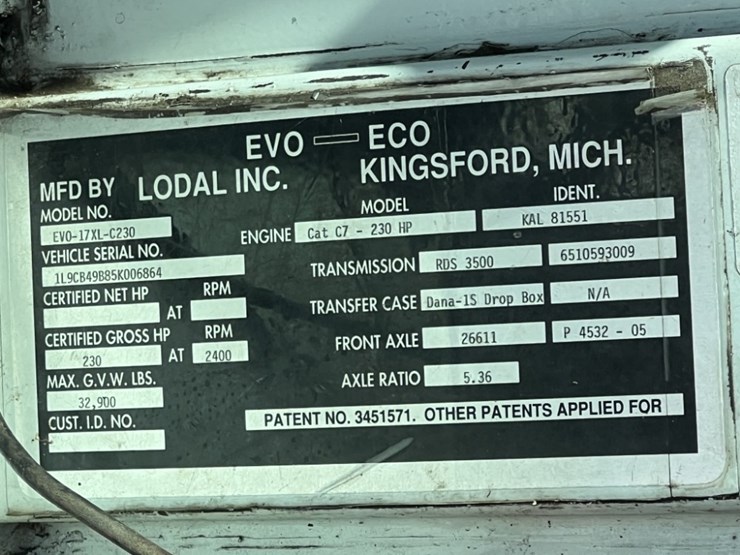 EVO ECO
MFD BY LODAL INC. KINGSFORD, MICH.
MODEL NO.
EVO-17XL-C230
VEHICLE SERIAL NO.
1L9CB49B85K006864
CERTIFIED NET HP RPM
AT
CERTIFIED GROSS HP RPM
230 AT 2400
MAX. G.V.W. LBS.
32,900
CUST. I.D. NO.
MODEL IDENT.
ENGINE Cat C7 - 230 HP KAL 81551
TRANSMISSION RDS 3500 6510593009
TRANSFER CASE Dana-1S Drop Box N/A
FRONT AXLE 26611 P 4532 - 05
AXLE RATIO 5.36
PATENT NO. 3451571. OTHER PATENTS APPLIED FOR